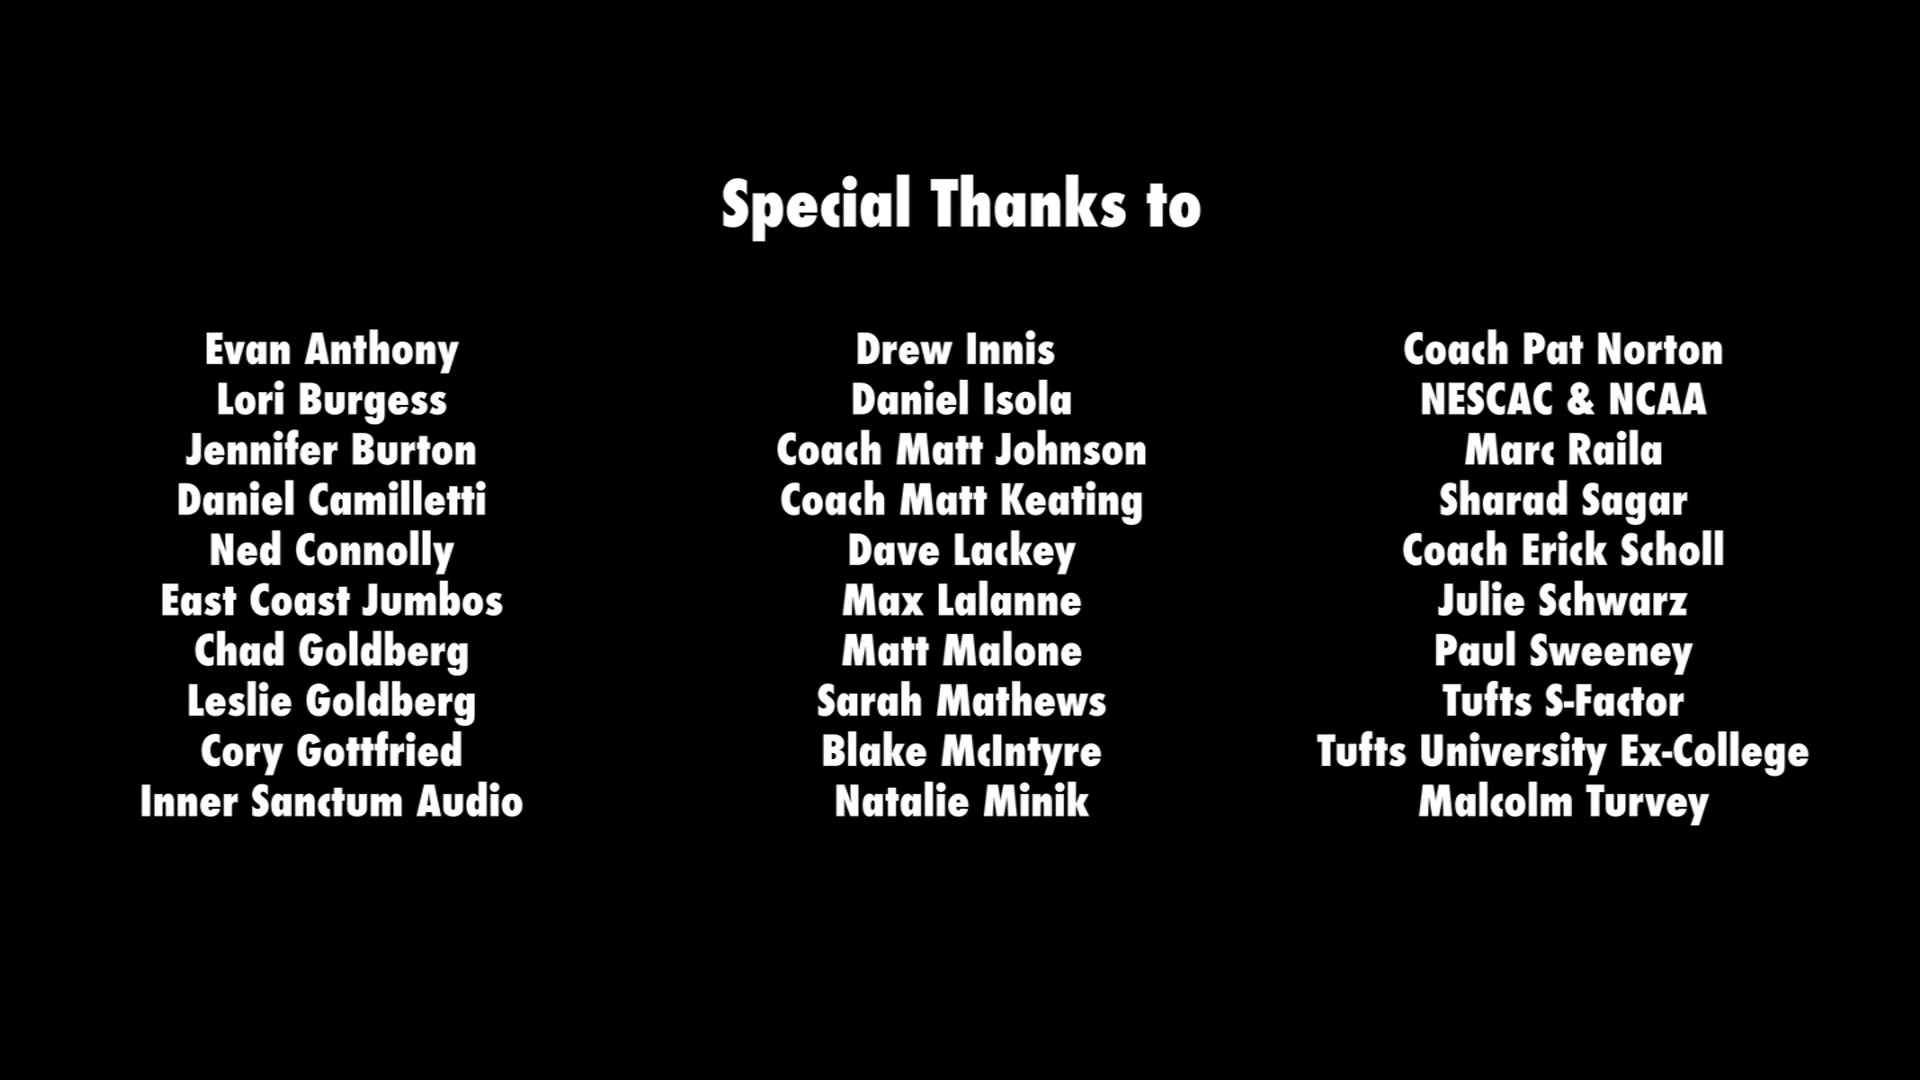 Special Thanks to
Evan Anthony
Lori Burgess
Jennifer Burton
Daniel Camilletti
Ned Connolly
East Coast Jumbos
Chad Goldberg
Leslie Goldberg
Cory Gottfried
Inner Sanctum Audio
Drew Innis
Daniel Isola
Coach Matt Johnson
Coach Matt Keating
Dave Lackey
Max Lalanne
Matt Malone
Sarah Mathews
Blake McIntyre
Natalie Minik
Coach Pat Norton
NESCAC & NCAA
Marc Raila
Sharad Sagar
Coach Erick Scholl
Julie Schwarz
Paul Sweeney
Tufts S-Factor
Tufts University Ex-College
Malcolm Turvey